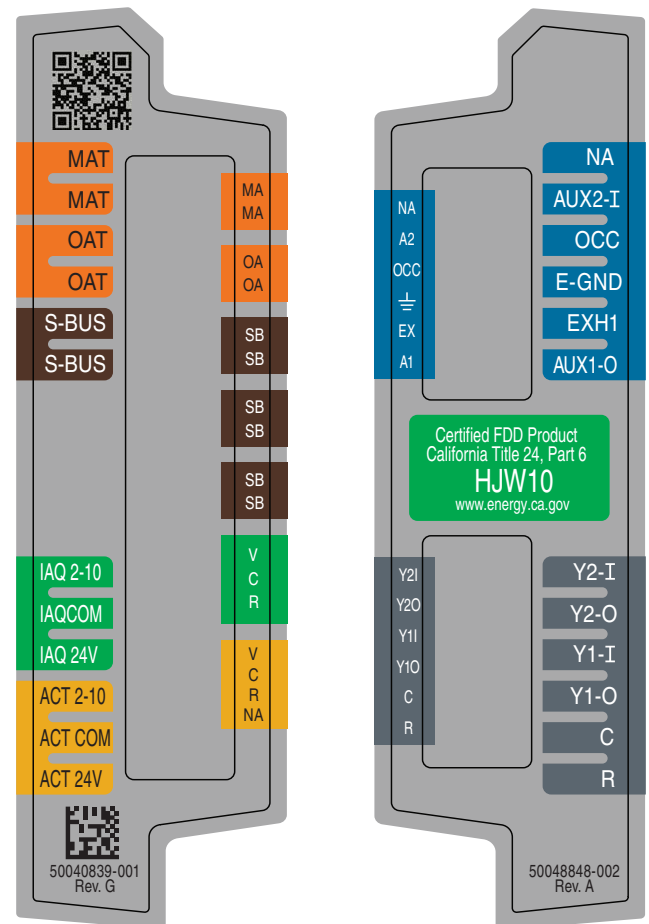 MAT
MAT
OAT
OAT
S-BUS
S-BUS
IAQ 2-10
IAQCOM
IAQ 24V
ACT 2-10
ACT COM
ACT 24V
50040839-001
Rev. G
MA
MA
OA
OA
SB
SB
SB
SB
SB
SB
V
C
R
V
C
R
NA
NA
A2
OCC
EX
A1
NA
AUX2-I
OCC
E-GND
EXH1
AUX1-O
Certified FDD Product
California Title 24, Part 6
HJW10
www.energy.ca.gov
Y2I
Y2O
Y1I
Y1O
C
R
Y2-I
Y2-O
Y1-I
Y1-O
C
R
50048848-002
Rev. A